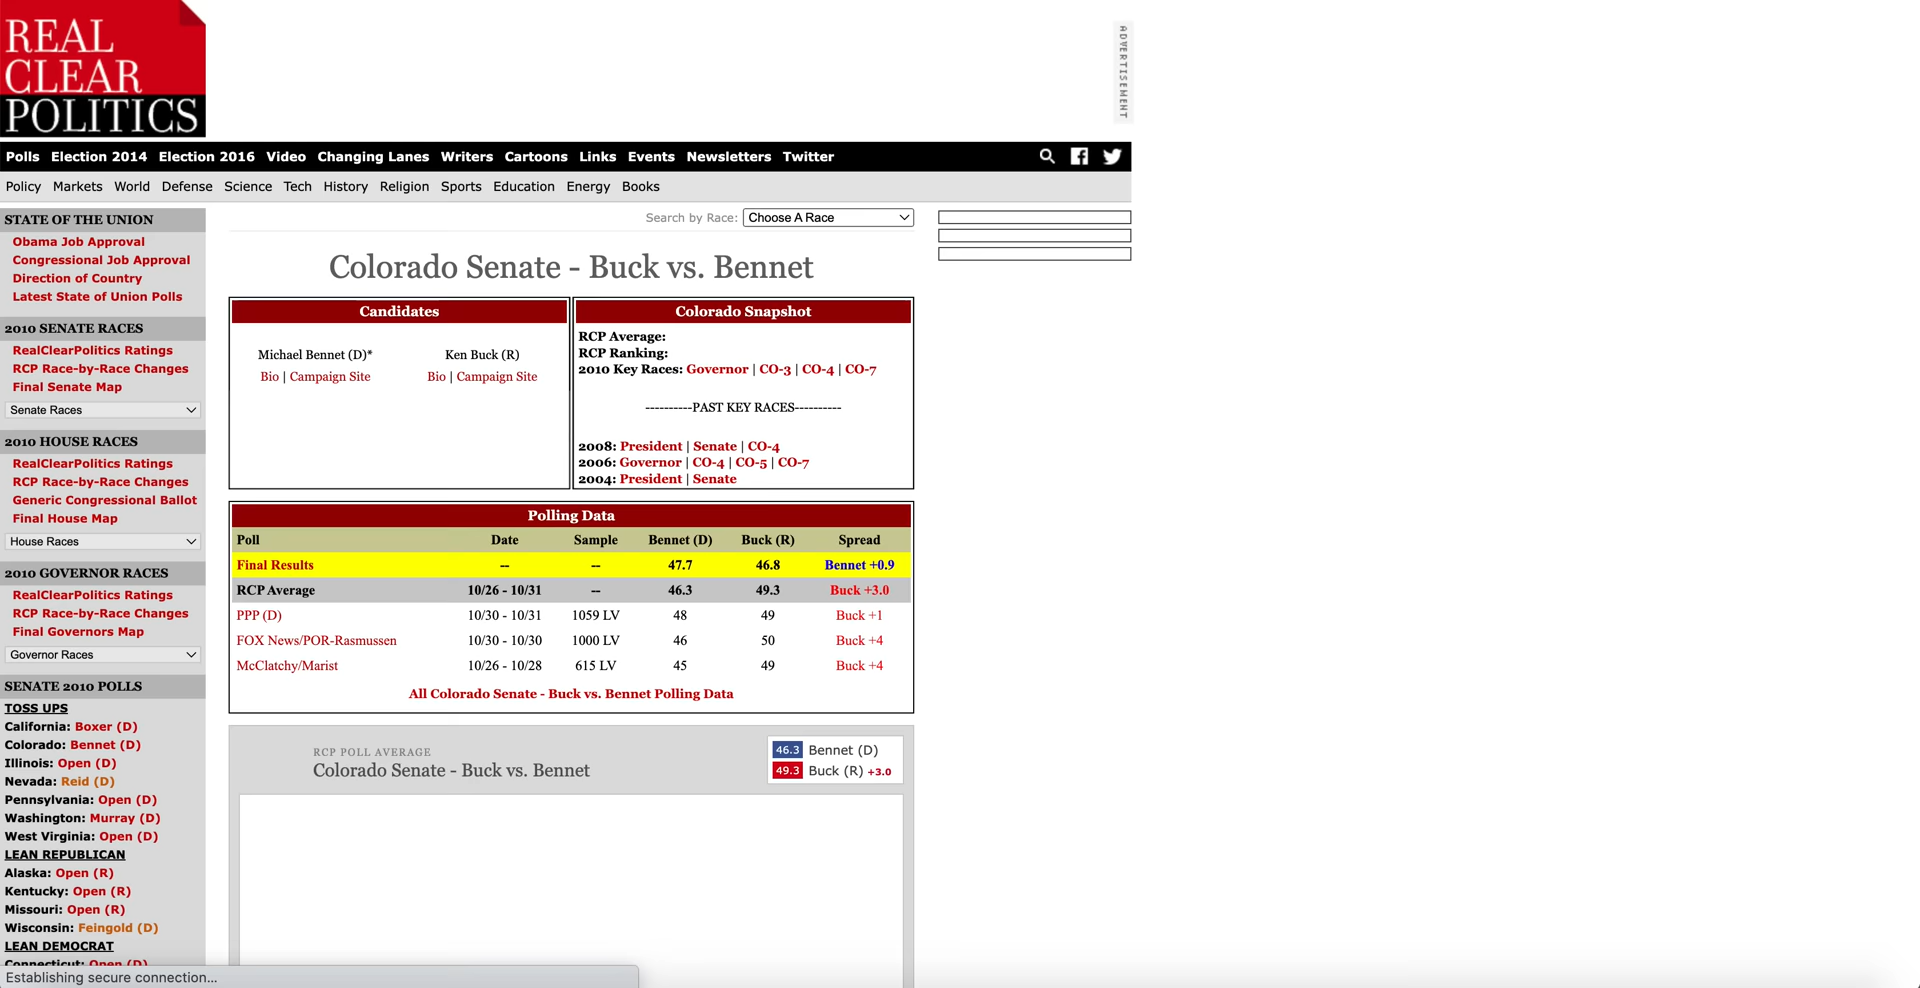 REAL
CLEAR
POLITICS
ADVERTISEMENT
Polls Election 2014 Election 2016 Video Changing Lanes Writers Cartoons Links Events Newsletters Twitter
Policy Markets World Defense Science Tech History Religion Sports Education Energy Books
STATE OF THE UNION
Obama Job Approval
Congressional Job Approval
Direction of Country
Latest State of Union Polls
2010 SENATE RACES
RealClearPolitics Ratings
RCP Race-by-Race Changes
Final Senate Map
Senate Races
2010 HOUSE RACES
RealClearPolitics Ratings
RCP Race-by-Race Changes
Generic Congressional Ballot
Final House Map
House Races
2010 GOVERNOR RACES
RealClearPolitics Ratings
RCP Race-by-Race Changes
Final Governors Map
Governor Races
SENATE 2010 POLLS
TOSS UPS
California: Boxer (D)
Colorado: Bennet (D)
Illinois: Open (D)
Nevada: Reid (D)
Pennsylvania: Open (D)
Washington: Murray (D)
West Virginia: Open (D)
LEAN REPUBLICAN
Alaska: Open (R)
Kentucky: Open (R)
Missouri: Open (R)
Wisconsin: Feingold (D)
LEAN DEMOCRAT
Connecticut: Open (D)
Establishing secure connection...
Search by Race: Choose A Race
Colorado Senate - Buck vs. Bennet
Candidates
Michael Bennet (D)* Ken Buck (R)
Bio | Campaign Site Bio | Campaign Site
Colorado Snapshot
RCP Average:
RCP Ranking:
2010 Key Races: Governor | CO-3 | CO-4 | CO-7
----------PAST KEY RACES----------
2008: President | Senate | CO-4
2006: Governor | CO-4 | CO-5 | CO-7
2004: President | Senate
Polling Data
Poll Date Sample Bennet (D) Buck (R) Spread
Final Results -- -- 47.7 46.8 Bennet +0.9
RCP Average 10/26 - 10/31 -- 46.3 49.3 Buck +3.0
PPP (D) 10/30 - 10/31 1059 LV 48 49 Buck +1
FOX News/POR-Rasmussen 10/30 - 10/30 1000 LV 46 50 Buck +4
McClatchy/Marist 10/26 - 10/28 615 LV 45 49 Buck +4
All Colorado Senate - Buck vs. Bennet Polling Data
RCP POLL AVERAGE
Colorado Senate - Buck vs. Bennet
46.3 Bennet (D)
49.3 Buck (R) +3.0